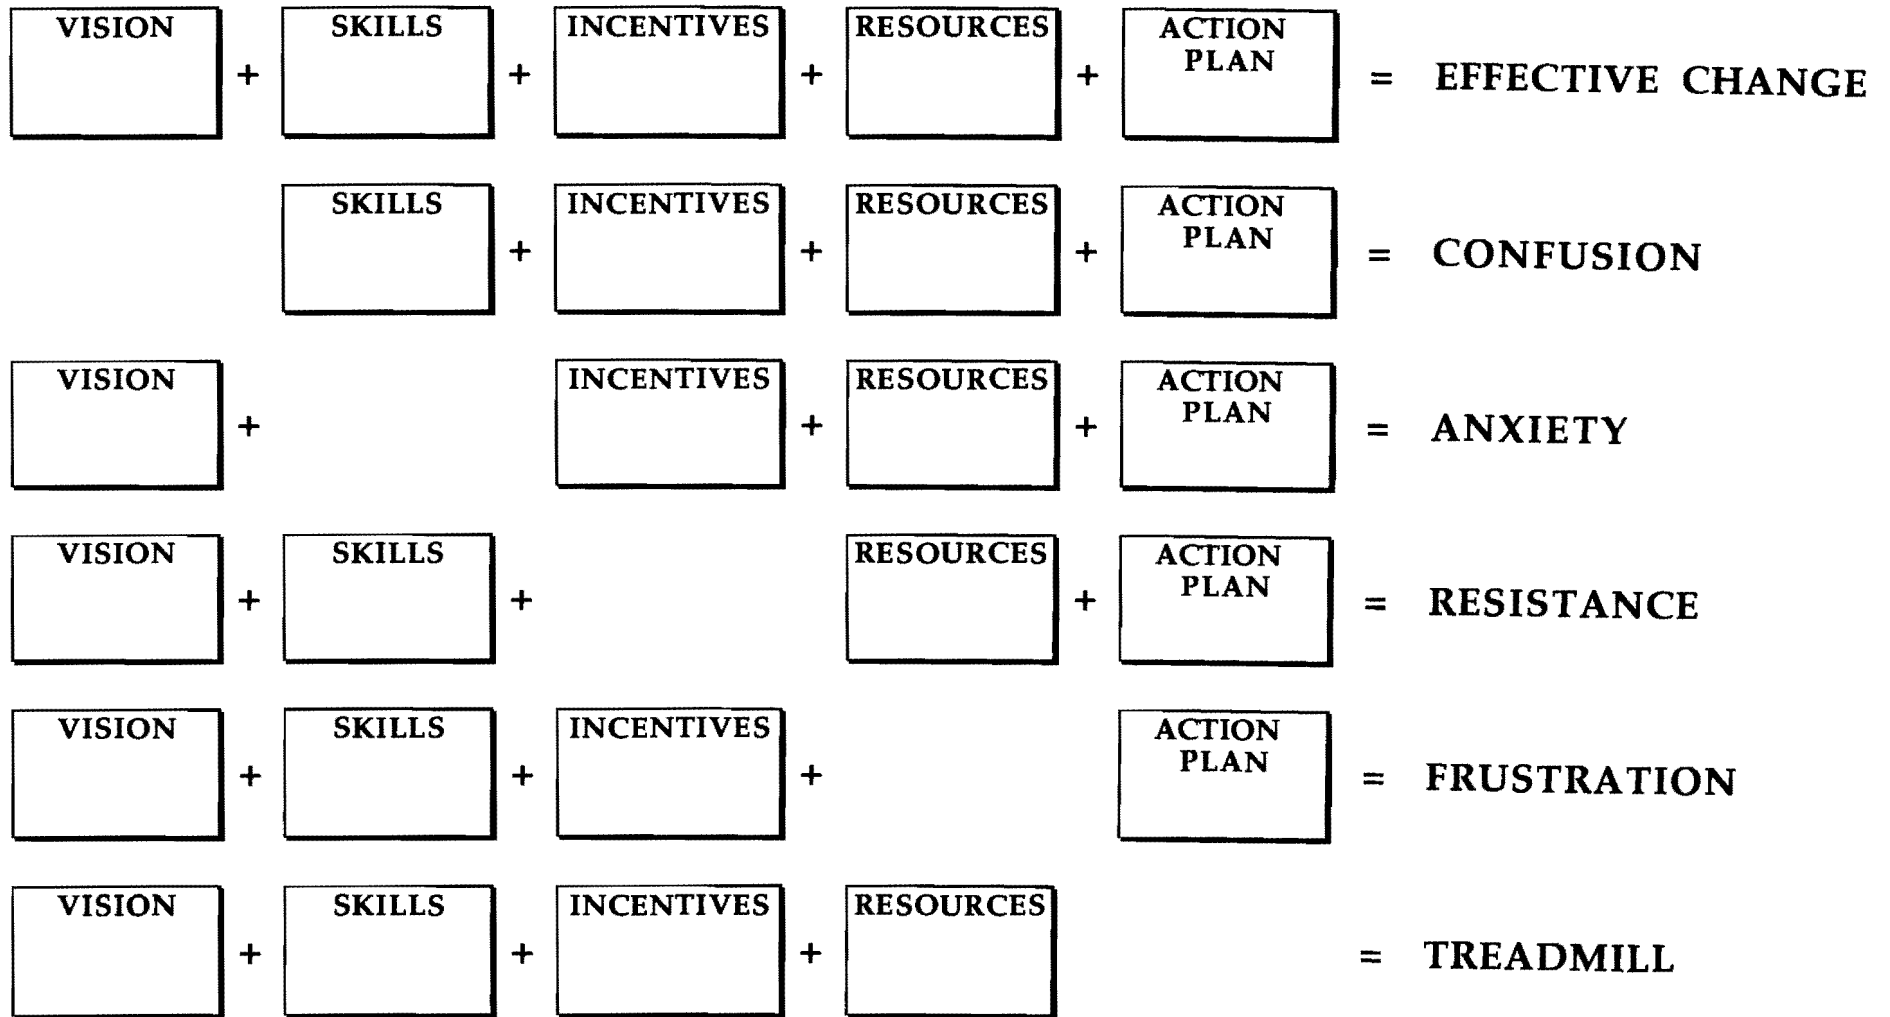 VISION + SKILLS + INCENTIVES + RESOURCES + ACTION PLAN = EFFECTIVE CHANGE
SKILLS + INCENTIVES + RESOURCES + ACTION PLAN = CONFUSION
VISION + INCENTIVES + RESOURCES + ACTION PLAN = ANXIETY
VISION + SKILLS + RESOURCES + ACTION PLAN = RESISTANCE
VISION + SKILLS + INCENTIVES + ACTION PLAN = FRUSTRATION
VISION + SKILLS + INCENTIVES + RESOURCES = TREADMILL